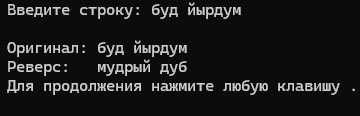 Введите строку: буд йырдум
Оригинал: буд йырдум
Реверс:   мудрый дуб
Для продолжения нажмите любую клавишу .